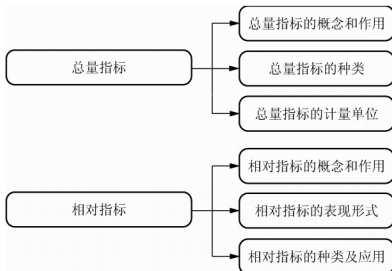 总量指标
总量指标的概念和作用
总量指标的种类
总量指标的计量单位
相对指标
相对指标的概念和作用
相对指标的表现形式
相对指标的种类及应用